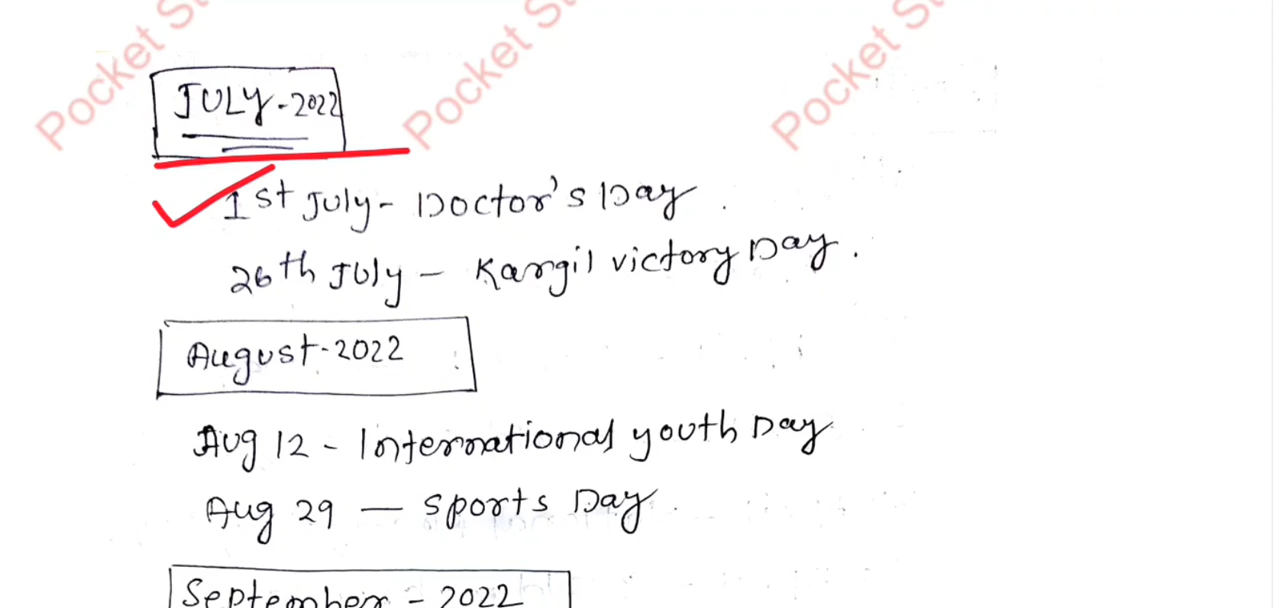 Pocket St
Pocket St
Pocket St
JULY-2022
1st July- Doctor's Day
26th July - Kargil victory Day.
August-2022
Aug 12 - International youth Day
Aug 29 - Sports Day
September - 2022